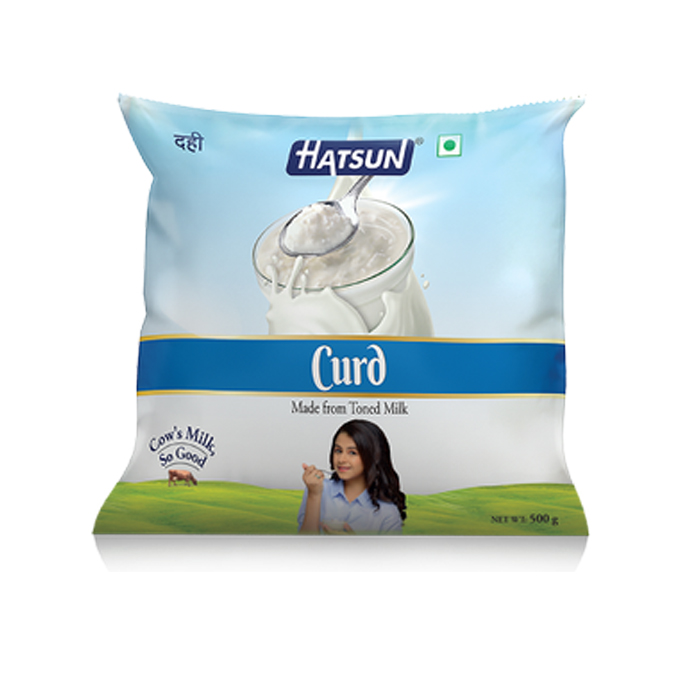 दही
HATSUN®
Curd
Made from Toned Milk
Cow's Milk,
So Good
NET WT: 500 g